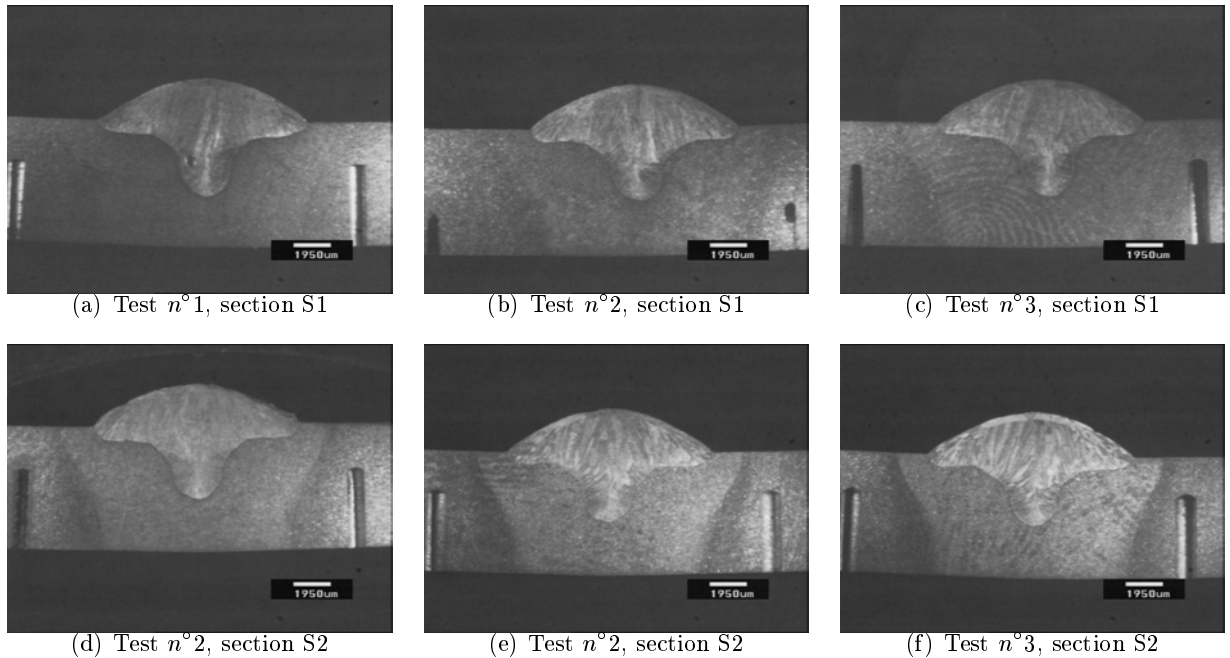 1950um
1950um
1950um
(a) Test n°1, section S1
(b) Test n°2, section S1
(c) Test n°3, section S1
1950um
1950um
1950um
(d) Test n°2, section S2
(e) Test n°2, section S2
(f) Test n°3, section S2